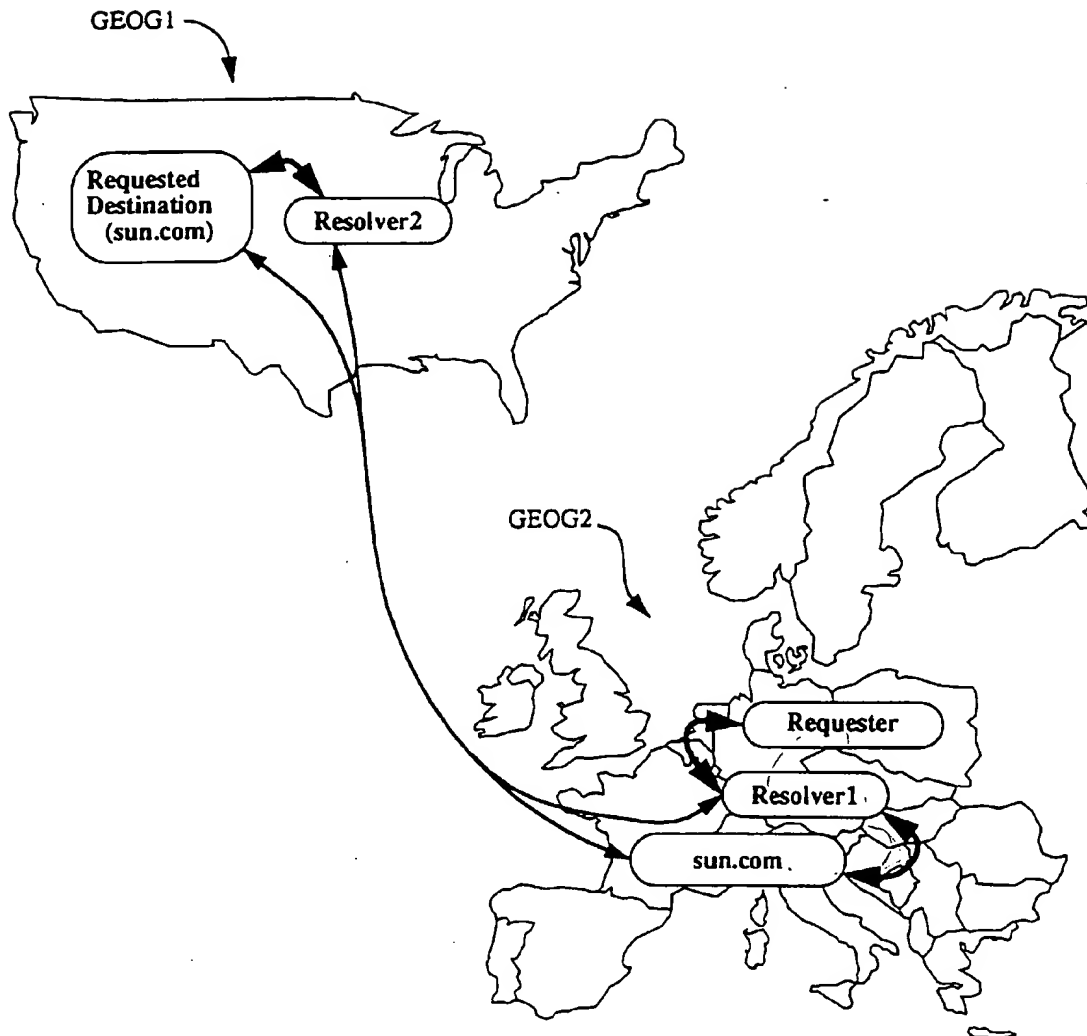 GEOG1
Requested
Destination
(sun.com)
Resolver2
GEOG2
Requester
Resolver1
sun.com